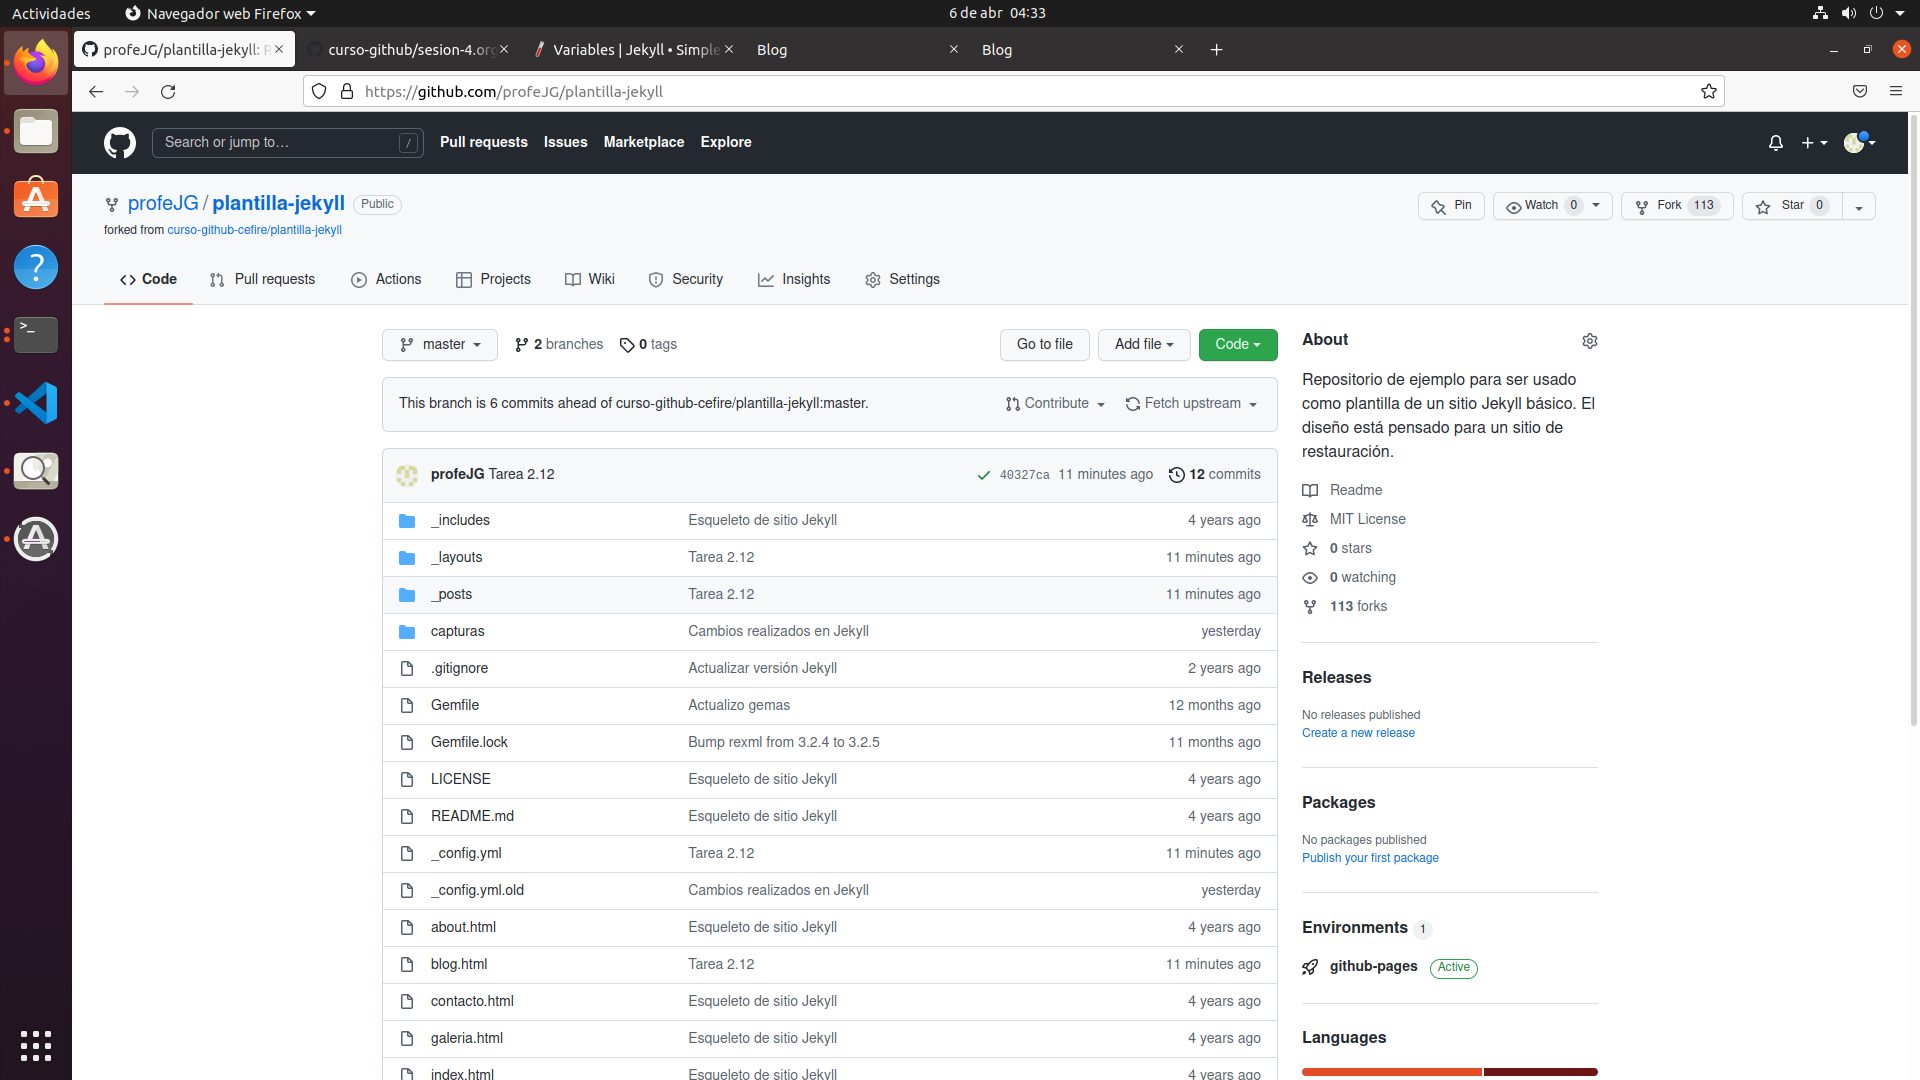 Actividades
Navegador web Firefox
6 de abr 04:33
profeJG/plantilla-jekyll: R
curso-github/sesion-4.org
Variables | Jekyll • Simple
Blog
Blog
https://github.com/profeJG/plantilla-jekyll
Search or jump to…
/
Pull requests
Issues
Marketplace
Explore
profeJG / plantilla-jekyll
Public
forked from curso-github-cefire/plantilla-jekyll
Pin
Watch 0
Fork 113
Star 0
Code
Pull requests
Actions
Projects
Wiki
Security
Insights
Settings
master
2 branches
0 tags
Go to file
Add file
Code
This branch is 6 commits ahead of curso-github-cefire/plantilla-jekyll:master.
Contribute
Fetch upstream
profeJG Tarea 2.12
40327ca 11 minutes ago
12 commits
_includes Esqueleto de sitio Jekyll 4 years ago
_layouts Tarea 2.12 11 minutes ago
_posts Tarea 2.12 11 minutes ago
capturas Cambios realizados en Jekyll yesterday
.gitignore Actualizar versión Jekyll 2 years ago
Gemfile Actualizo gemas 12 months ago
Gemfile.lock Bump rexml from 3.2.4 to 3.2.5 11 months ago
LICENSE Esqueleto de sitio Jekyll 4 years ago
README.md Esqueleto de sitio Jekyll 4 years ago
_config.yml Tarea 2.12 11 minutes ago
_config.yml.old Cambios realizados en Jekyll yesterday
about.html Esqueleto de sitio Jekyll 4 years ago
blog.html Tarea 2.12 11 minutes ago
contacto.html Esqueleto de sitio Jekyll 4 years ago
galeria.html Esqueleto de sitio Jekyll 4 years ago
index.html Esqueleto de sitio Jekyll 4 years ago
About
Repositorio de ejemplo para ser usado
como plantilla de un sitio Jekyll básico. El
diseño está pensado para un sitio de
restauración.
Readme
MIT License
0 stars
0 watching
113 forks
Releases
No releases published
Create a new release
Packages
No packages published
Publish your first package
Environments 1
github-pages Active
Languages